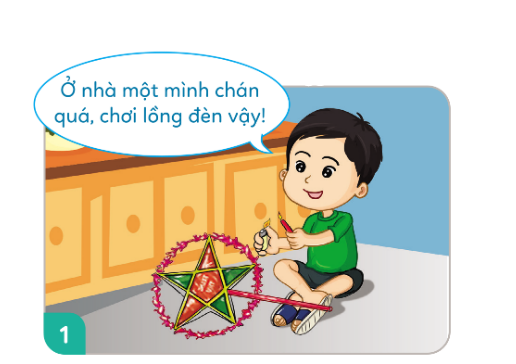 Ở nhà một mình chán
quá, chơi lồng đèn vậy!
1